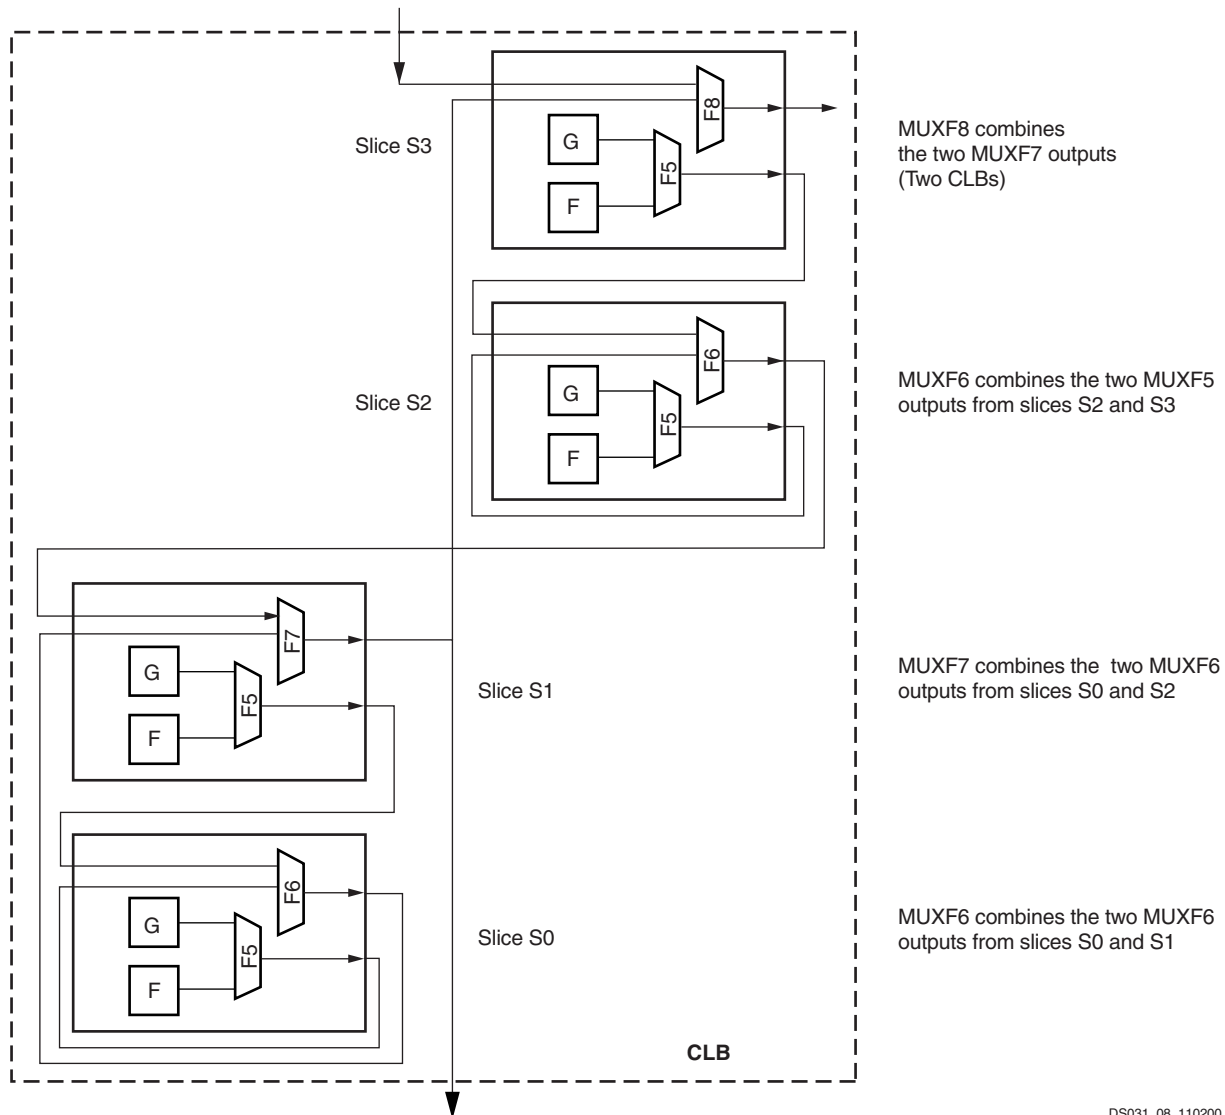 Slice S3
G
F
F5
F8
MUXF8 combines
the two MUXF7 outputs
(Two CLBs)
Slice S2
G
F
F5
F6
MUXF6 combines the two MUXF5
outputs from slices S2 and S3
G
F
F5
F7
Slice S1
MUXF7 combines the two MUXF6
outputs from slices S0 and S2
G
F
F5
F6
Slice S0
MUXF6 combines the two MUXF6
outputs from slices S0 and S1
CLB
DS031_08_110200